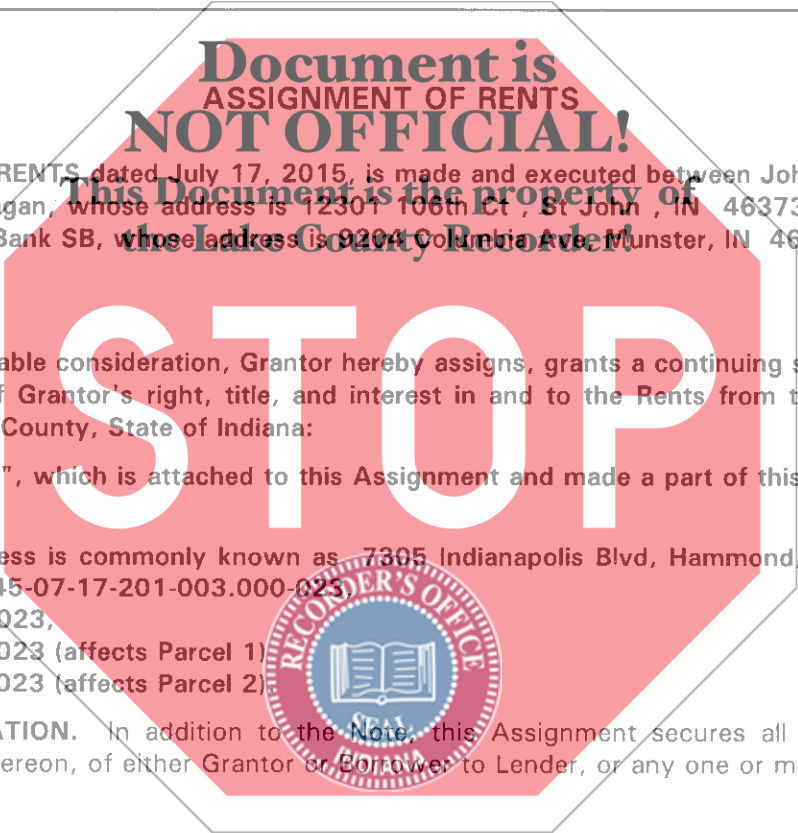 Document is
ASSIGNMENT OF RENTS
NOT OFFICIAL!
RENTS dated July 17, 2015, is made and executed between Joh
This Document is the property of
gan, whose address is 12301 106th Ct , St John , IN 46373
the Lake County Recorder!
Bank SB, whose address is 9204 Columbia Ave, Munster, IN 46
STOP
able consideration, Grantor hereby assigns, grants a continuing s
f Grantor's right, title, and interest in and to the Rents from t
County, State of Indiana:
", which is attached to this Assignment and made a part of this
ess is commonly known as 7305 Indianapolis Blvd, Hammond,
45-07-17-201-003.000-023,
023,
023 (affects Parcel 1)
023 (affects Parcel 2).
RECORDER'S OFFICE
SEAL
ATION. In addition to the Note, this Assignment secures all
ereon, of either Grantor or Borrower to Lender, or any one or m